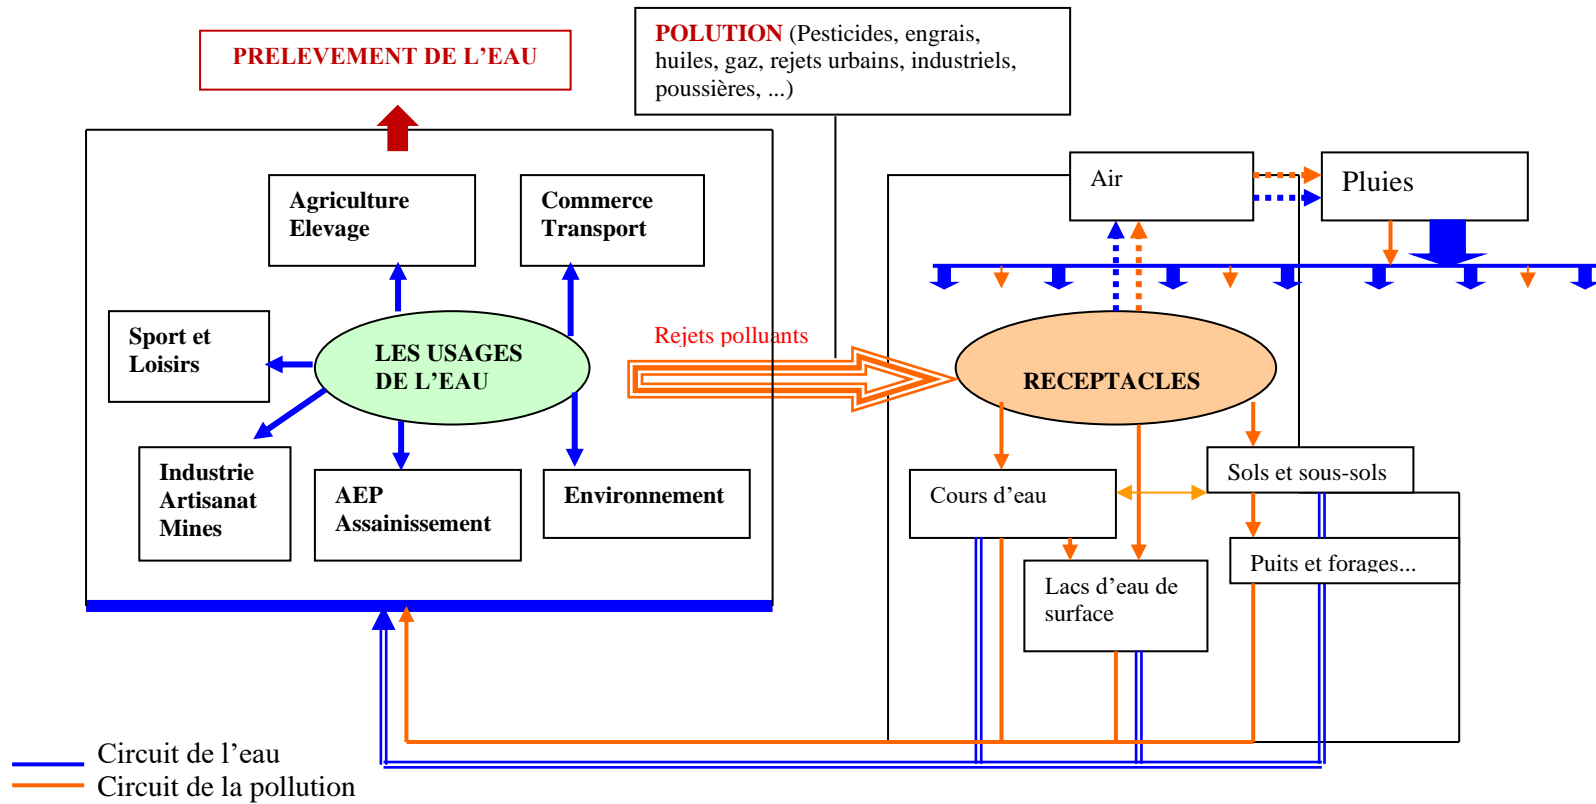 PRELEVEMENT DE L’EAU
POLUTION (Pesticides, engrais,
huiles, gaz, rejets urbains, industriels,
poussières, ...)
Agriculture
Elevage
Commerce
Transport
Air
Pluies
Sport et
Loisirs
LES USAGES
DE L’EAU
Rejets polluants
RECEPTACLES
Industrie
Artisanat
Mines
AEP
Assainissement
Environnement
Cours d’eau
Sols et sous-sols
Puits et forages...
Lacs d’eau de
surface
Circuit de l’eau
Circuit de la pollution